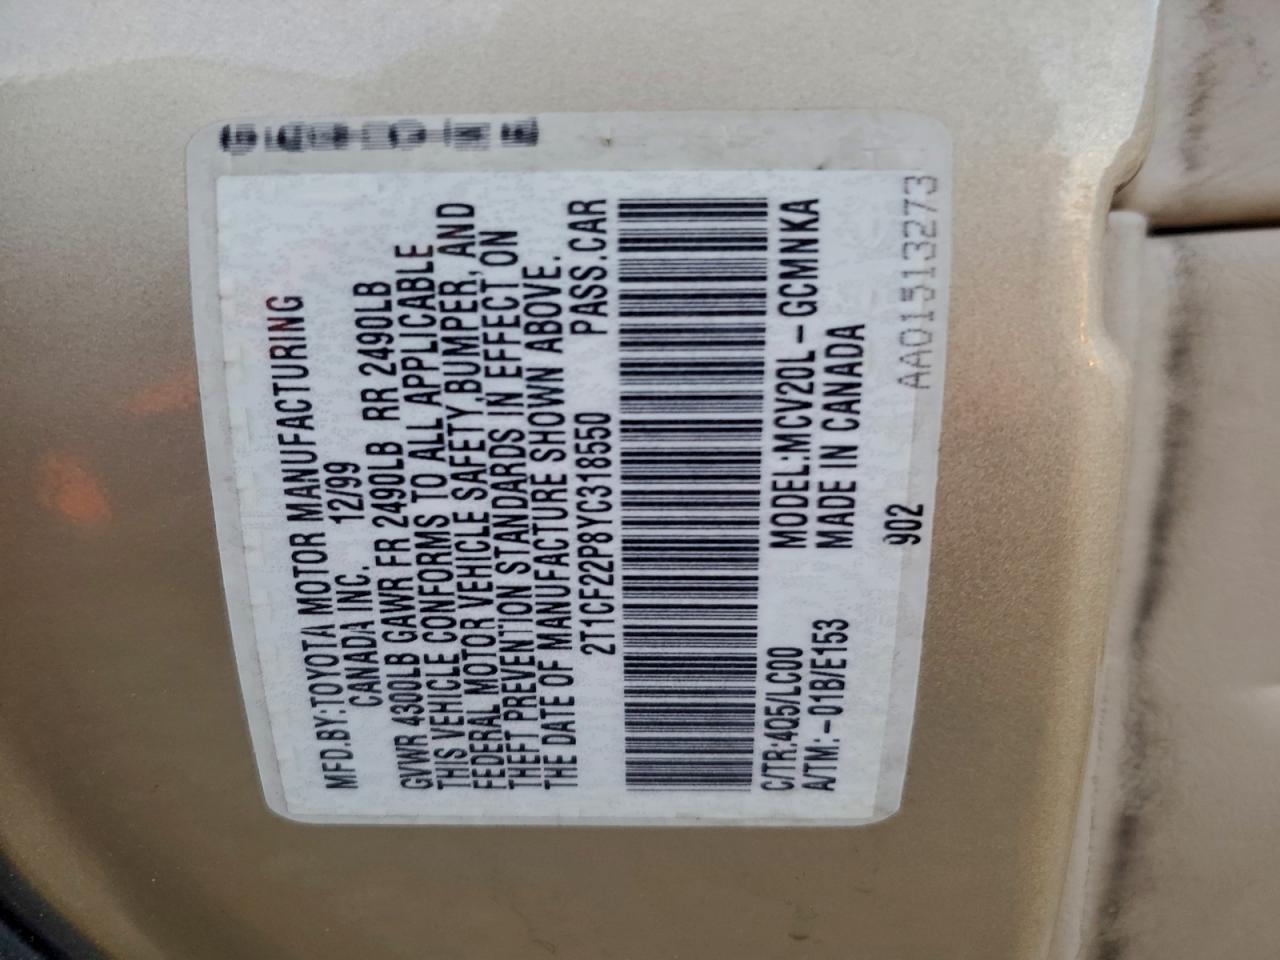 MFD.BY:TOYOTA MOTOR MANUFACTURING
CANADA INC. 12/99
GVWR 4300LB GAWR FR 2490LB RR 2490LB
THIS VEHICLE CONFORMS TO ALL APPLICABLE
FEDERAL MOTOR VEHICLE SAFETY,BUMPER, AND
THEFT PREVENTION STANDARDS IN EFFECT ON
THE DATE OF MANUFACTURE SHOWN ABOVE.
2T1CF22P8YC318550 PASS.CAR
MODEL:MCV20L-GCMNKA
C/TR:4Q5/LC00
MADE IN CANADA
A/TM:-01B/E153
902
AA01513273